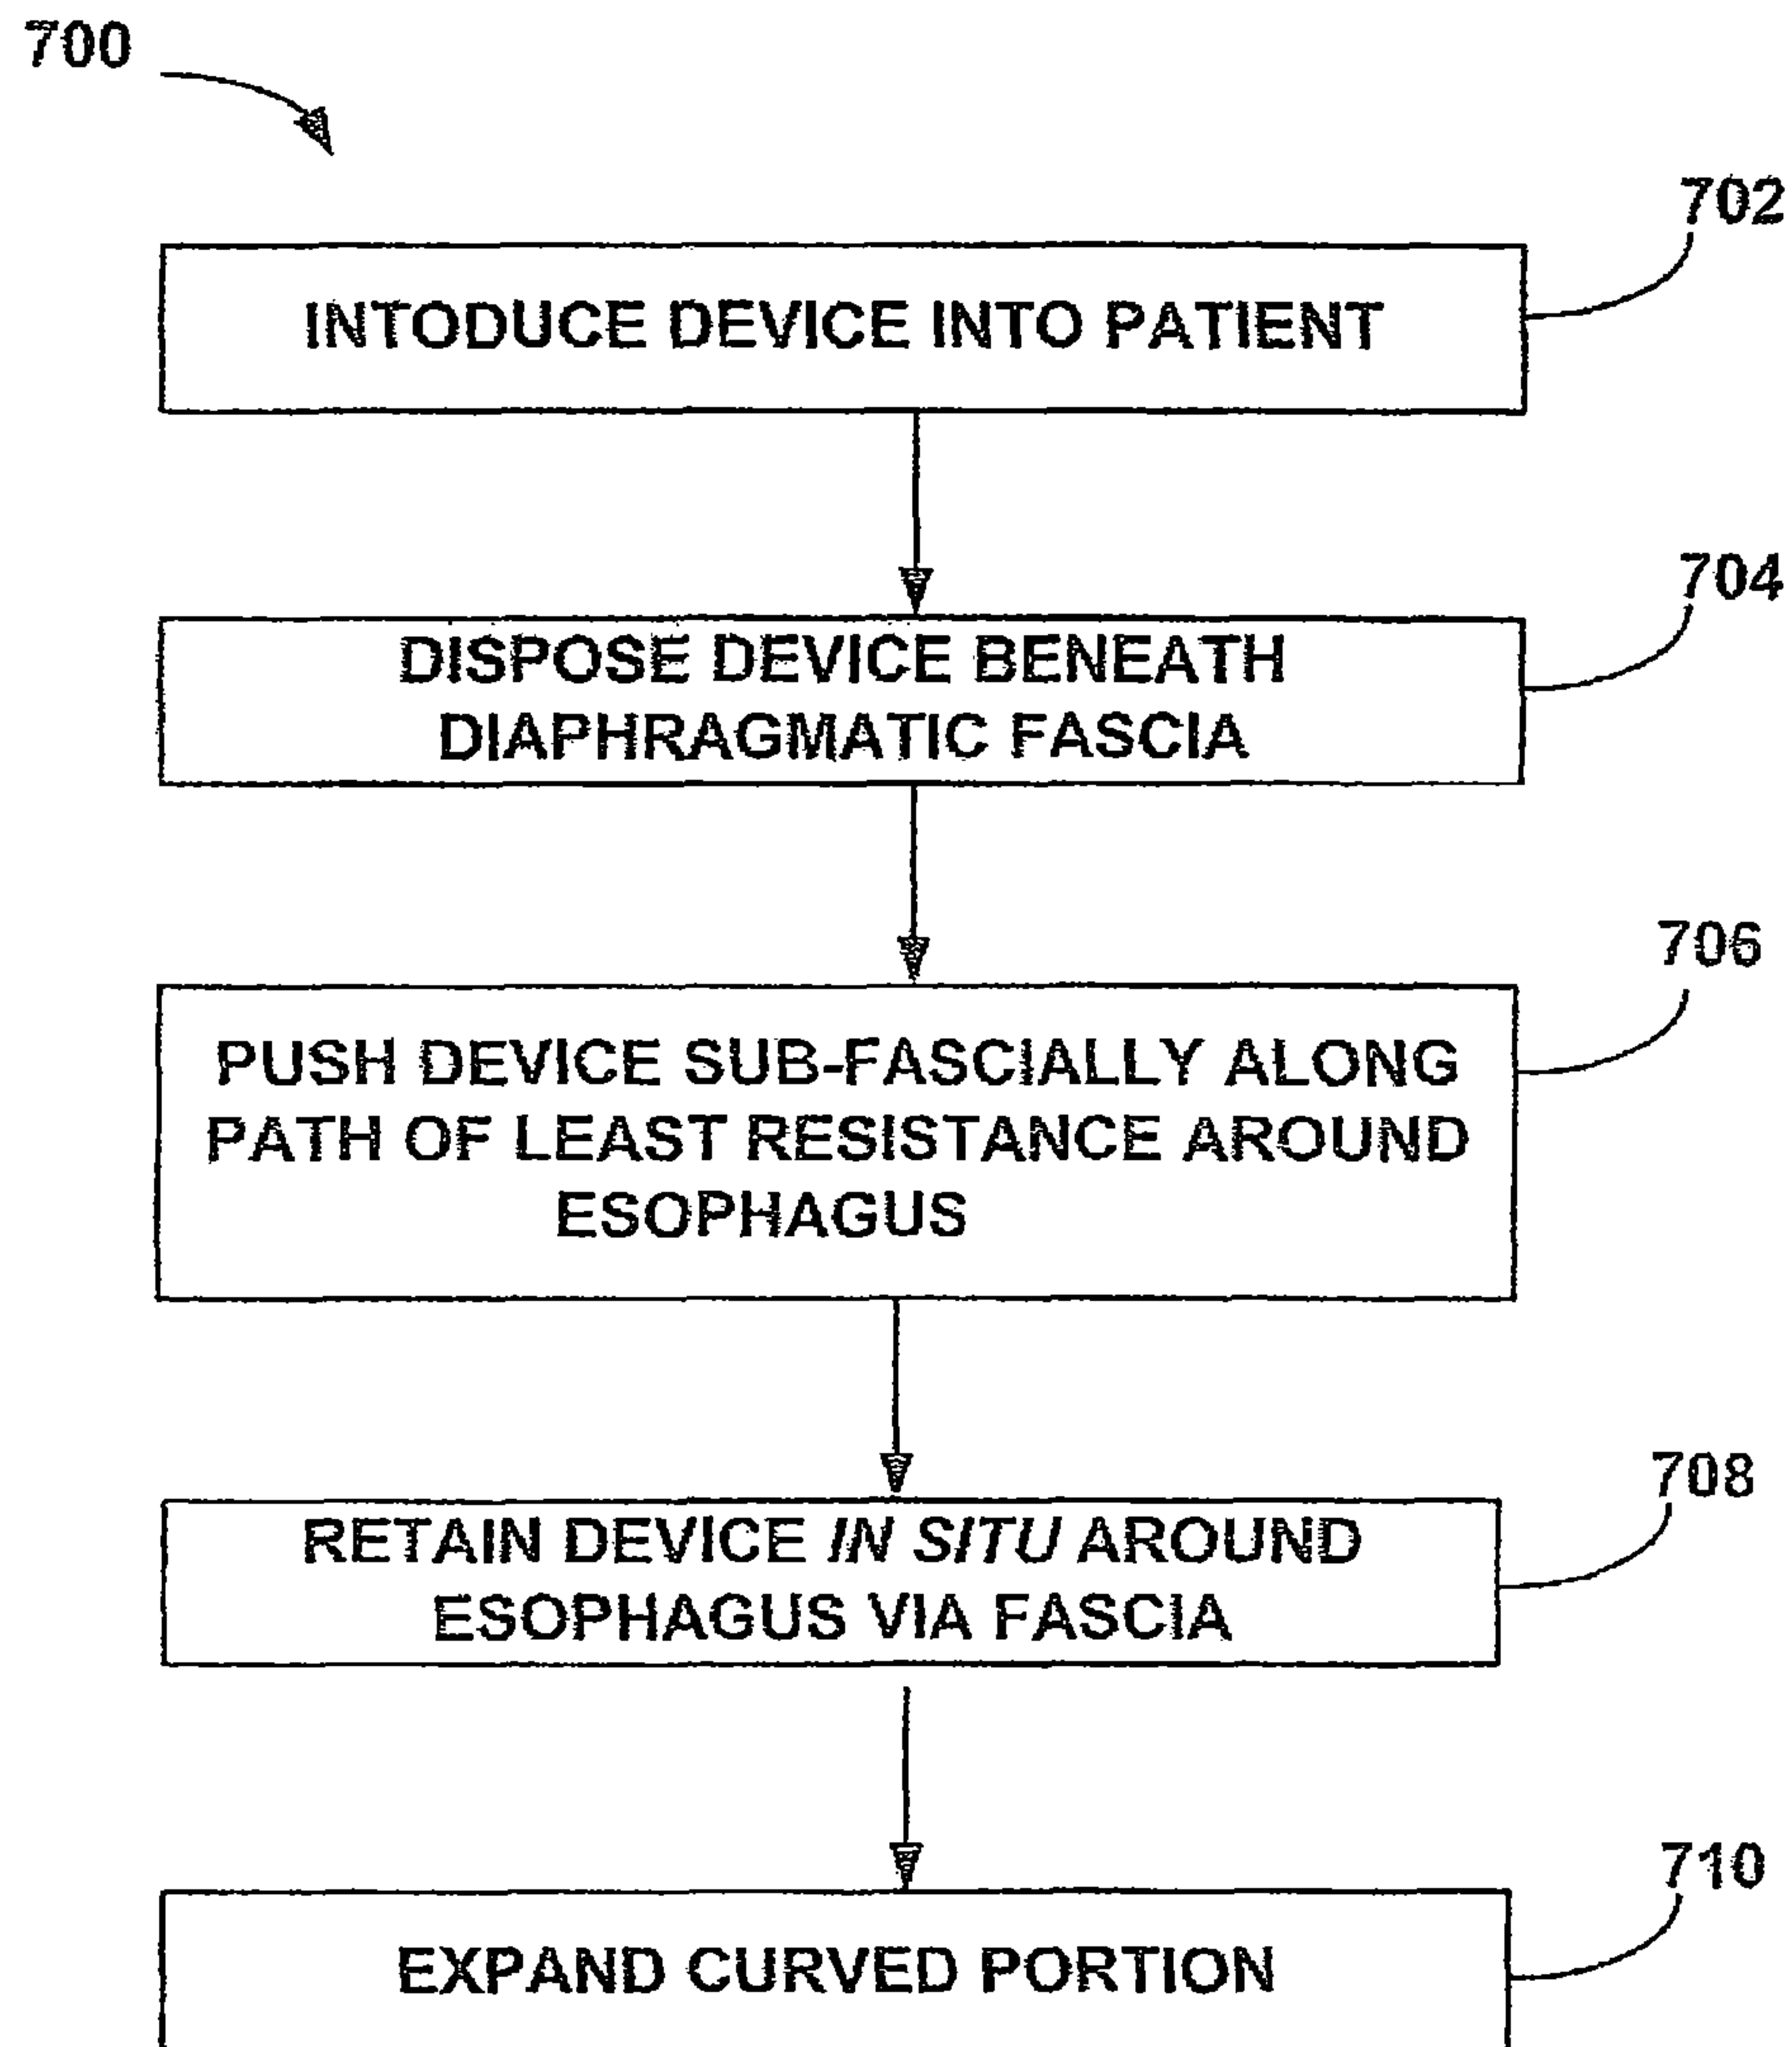 700
702
INTODUCE DEVICE INTO PATIENT
704
DISPOSE DEVICE BENEATH
DIAPHRAGMATIC FASCIA
706
PUSH DEVICE SUB-FASCIALLY ALONG
PATH OF LEAST RESISTANCE AROUND
ESOPHAGUS
708
RETAIN DEVICE IN SITU AROUND
ESOPHAGUS VIA FASCIA
710
EXPAND CURVED PORTION